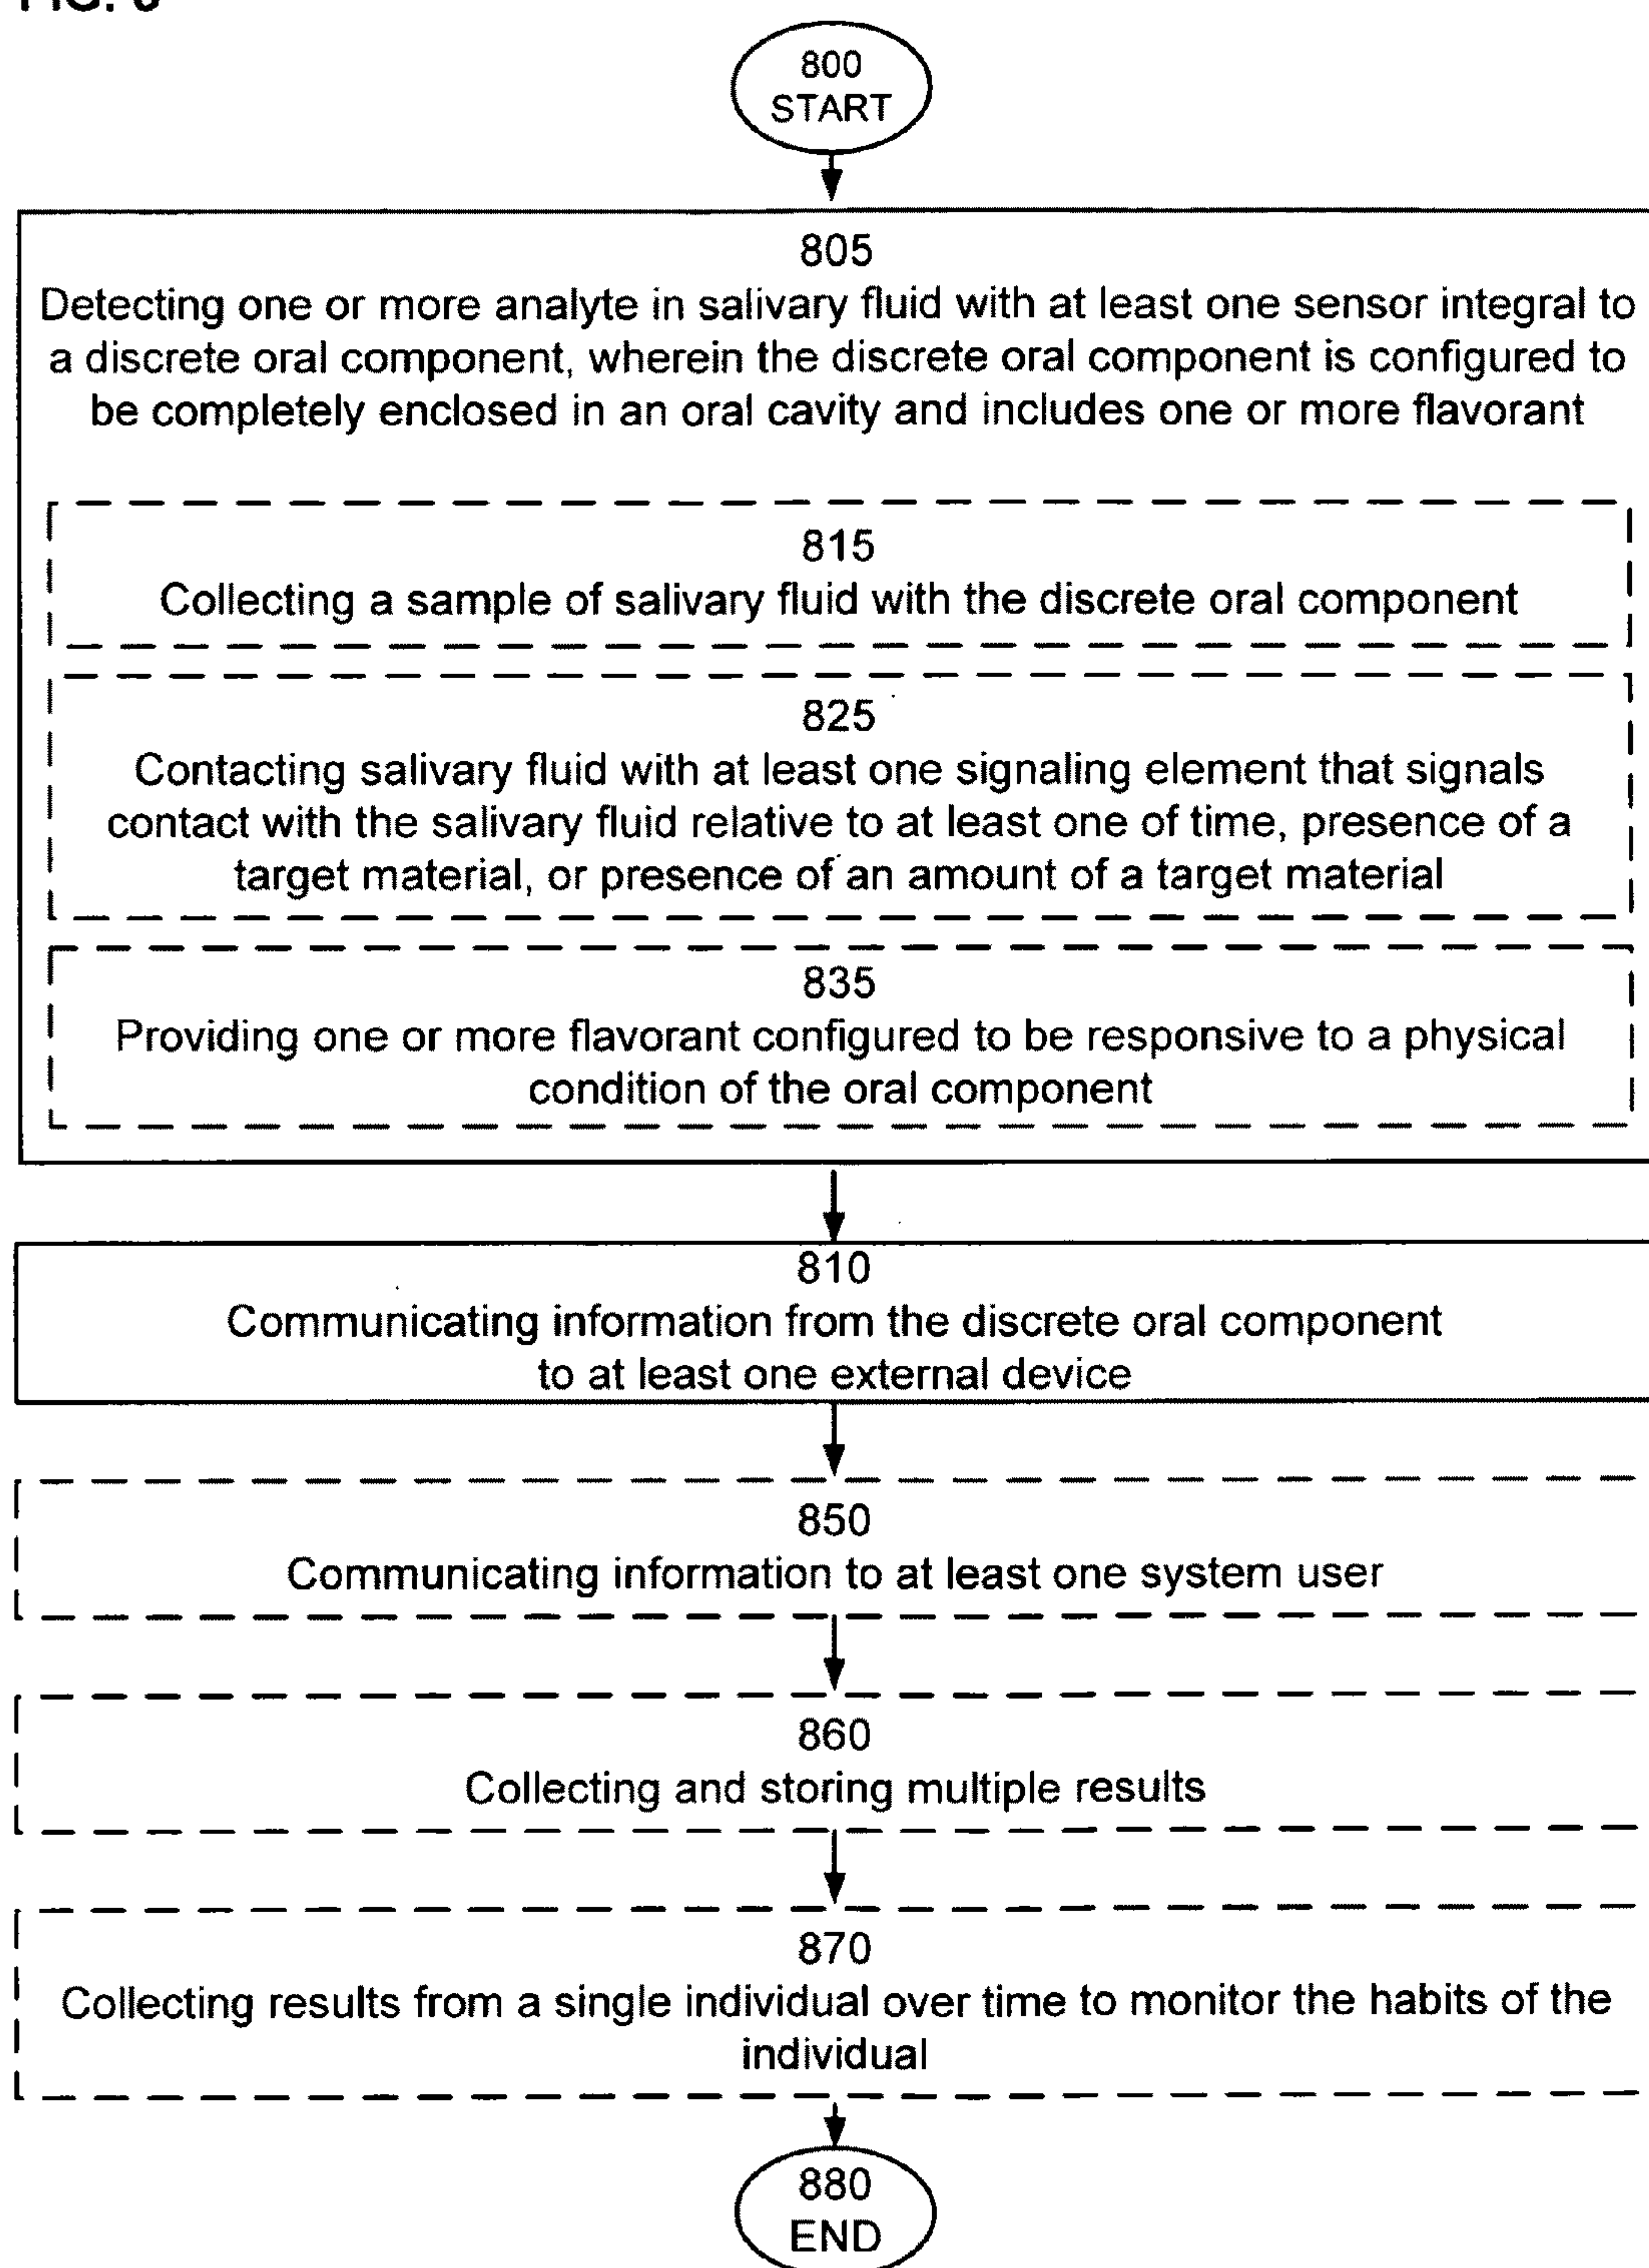 FIG. 8
800
START
805
Detecting one or more analyte in salivary fluid with at least one sensor integral to
a discrete oral component, wherein the discrete oral component is configured to
be completely enclosed in an oral cavity and includes one or more flavorant
815
Collecting a sample of salivary fluid with the discrete oral component
825
Contacting salivary fluid with at least one signaling element that signals
contact with the salivary fluid relative to at least one of time, presence of a
target material, or presence of an amount of a target material
835
Providing one or more flavorant configured to be responsive to a physical
condition of the oral component
810
Communicating information from the discrete oral component
to at least one external device
850
Communicating information to at least one system user
860
Collecting and storing multiple results
870
Collecting results from a single individual over time to monitor the habits of the
individual
880
END